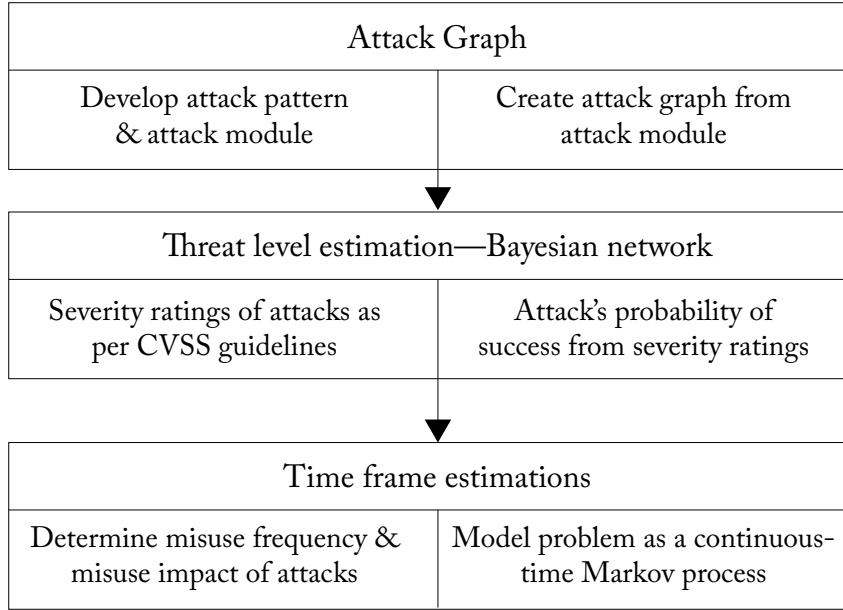 Attack Graph
Develop attack pattern
& attack module
Create attack graph from
attack module
Threat level estimation—Bayesian network
Severity ratings of attacks as
per CVSS guidelines
Attack's probability of
success from severity ratings
Time frame estimations
Determine misuse frequency &
misuse impact of attacks
Model problem as a continuous-
time Markov process